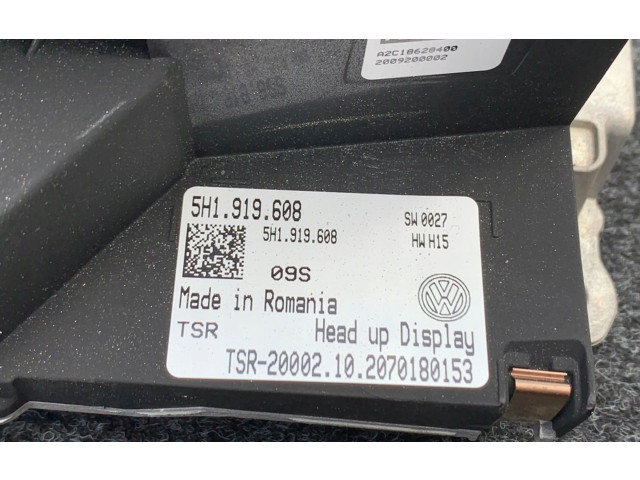 A2C18628400
2009200002
5H1.919.608
SW 0027
5H1.919.608
HW H15
09S
Made in Romania
TSR
Head up Display
TSR-20002.10.2070180153